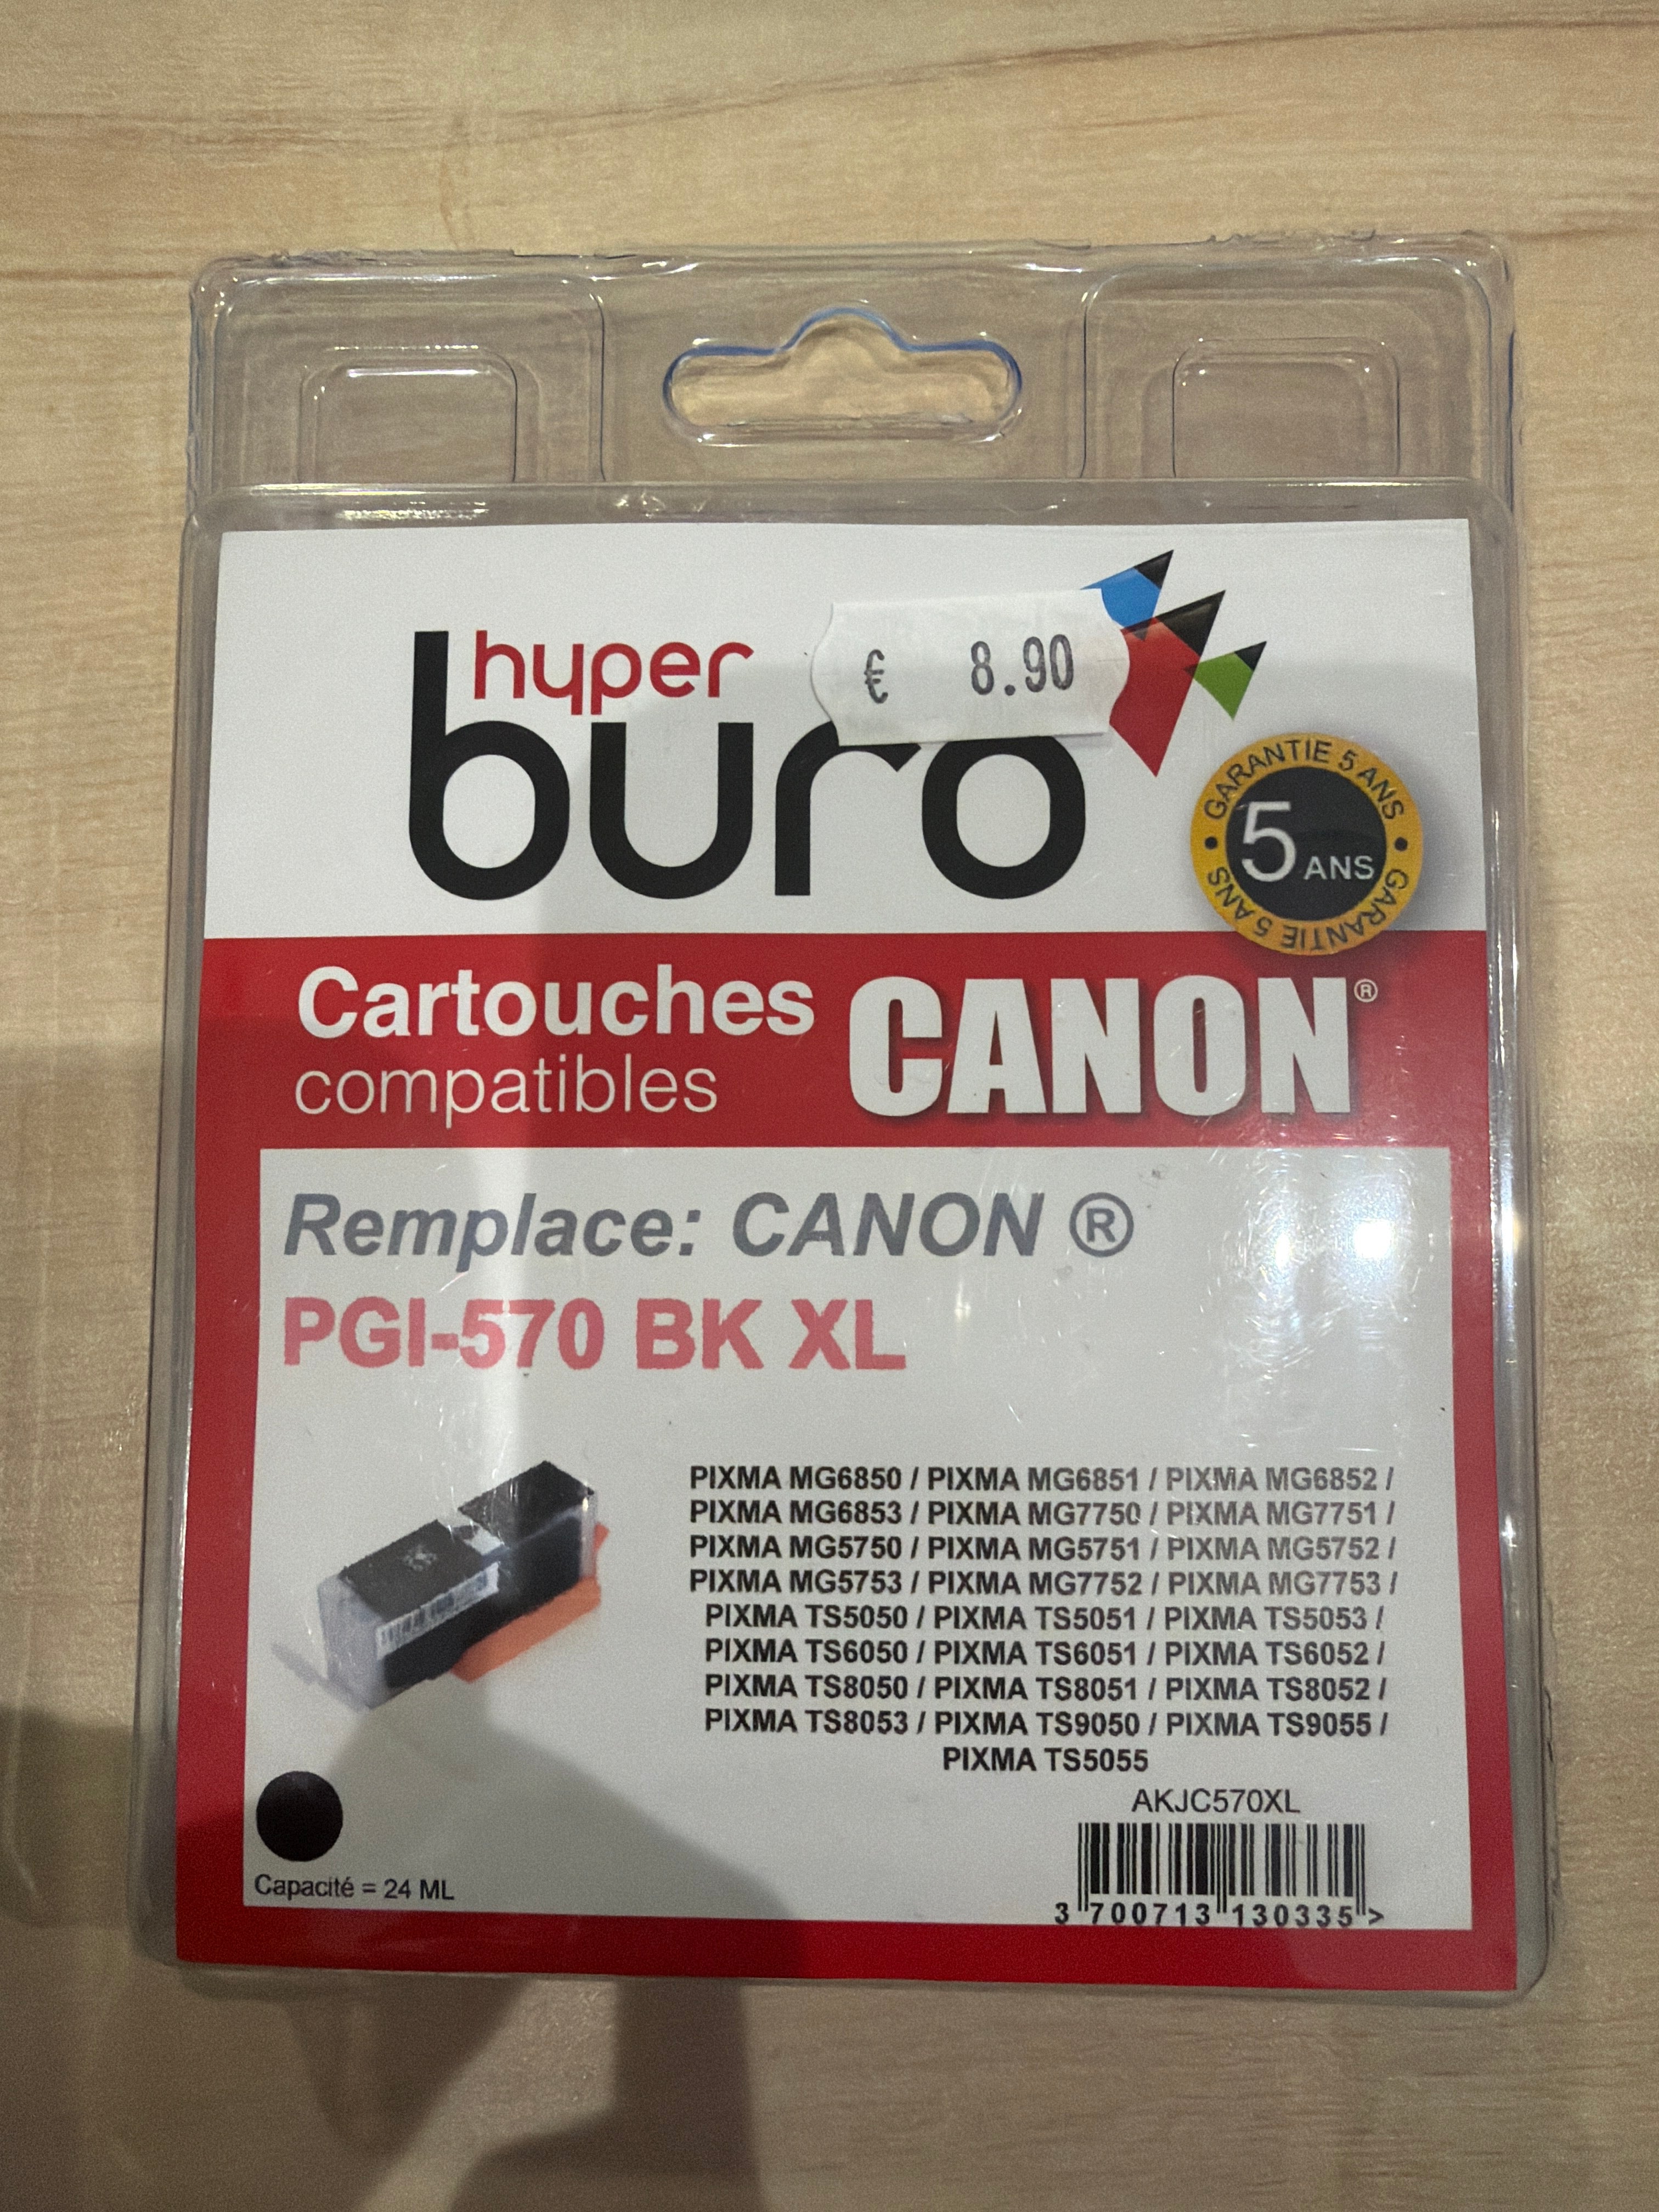 hyper
buro
€ 8.90
GARANTIE 5 ANS • GARANTIE 5 ANS •
5 ANS
Cartouches
compatibles
CANON®
Remplace: CANON ®
PGI-570 BK XL
PIXMA MG6850 / PIXMA MG6851 / PIXMA MG6852 /
PIXMA MG6853 / PIXMA MG7750 / PIXMA MG7751 /
PIXMA MG5750 / PIXMA MG5751 / PIXMA MG5752 /
PIXMA MG5753 / PIXMA MG7752 / PIXMA MG7753 /
PIXMA TS5050 / PIXMA TS5051 / PIXMA TS5053 /
PIXMA TS6050 / PIXMA TS6051 / PIXMA TS6052 /
PIXMA TS8050 / PIXMA TS8051 / PIXMA TS8052 /
PIXMA TS8053 / PIXMA TS9050 / PIXMA TS9055 /
PIXMA TS5055
AKJC570XL
3 700713 130335 >
Capacité = 24 ML